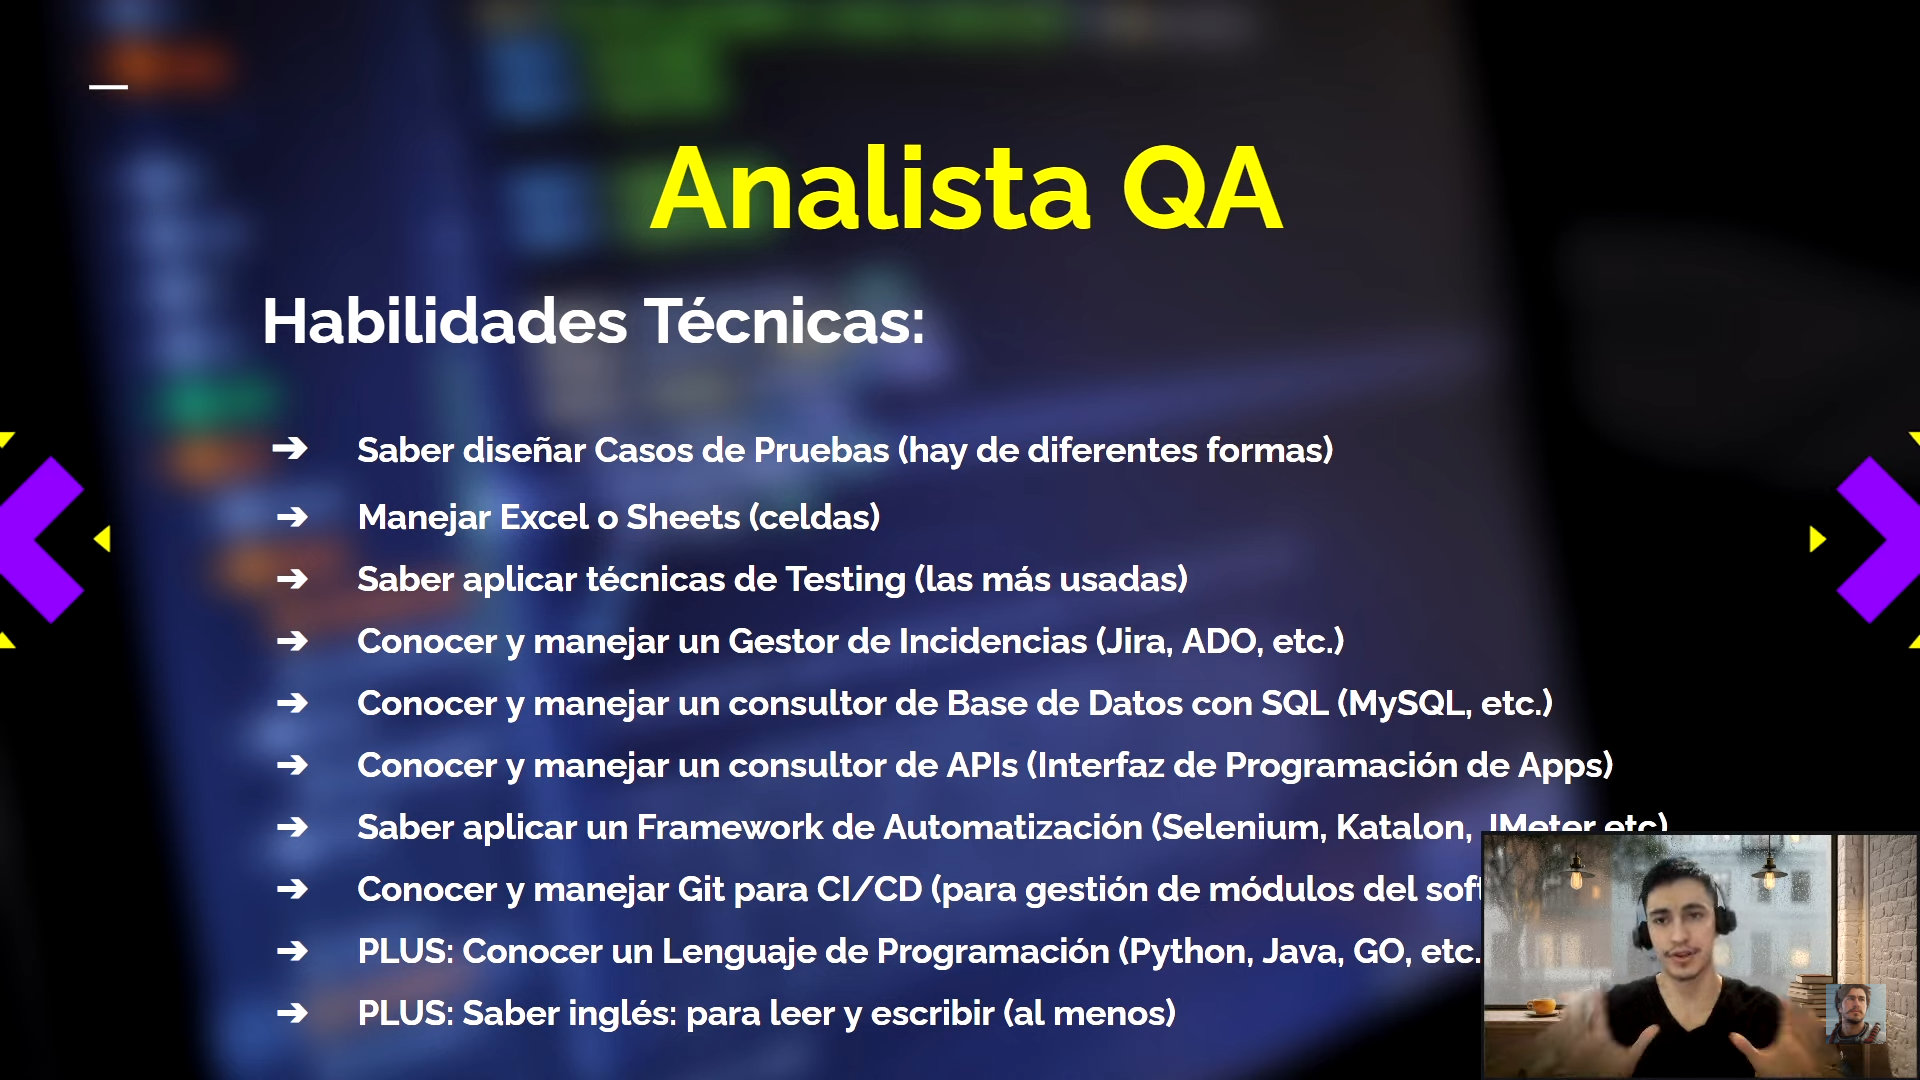 Analista QA
Habilidades Técnicas:
➔ Saber diseñar Casos de Pruebas (hay de diferentes formas)
➔ Manejar Excel o Sheets (celdas)
➔ Saber aplicar técnicas de Testing (las más usadas)
➔ Conocer y manejar un Gestor de Incidencias (Jira, ADO, etc.)
➔ Conocer y manejar un consultor de Base de Datos con SQL (MySQL, etc.)
➔ Conocer y manejar un consultor de APIs (Interfaz de Programación de Apps)
➔ Saber aplicar un Framework de Automatización (Selenium, Katalon, JMeter etc)
➔ Conocer y manejar Git para CI/CD (para gestión de módulos del
➔ PLUS: Conocer un Lenguaje de Programación (Python, Java, GO, etc.
➔ PLUS: Saber inglés: para leer y escribir (al menos)